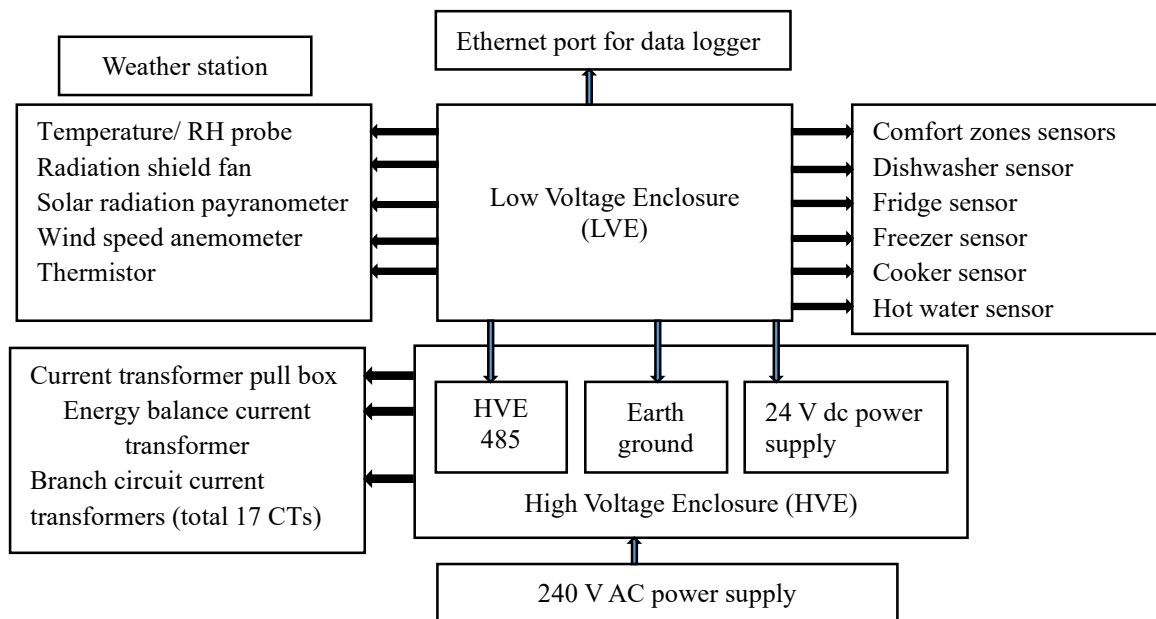 Ethernet port for data logger
Weather station
Temperature/ RH probe
Radiation shield fan
Solar radiation payranometer
Wind speed anemometer
Thermistor
Low Voltage Enclosure
(LVE)
Comfort zones sensors
Dishwasher sensor
Fridge sensor
Freezer sensor
Cooker sensor
Hot water sensor
Current transformer pull box
Energy balance current
transformer
Branch circuit current
transformers (total 17 CTs)
HVE
485
Earth
ground
24 V dc power
supply
High Voltage Enclosure (HVE)
240 V AC power supply